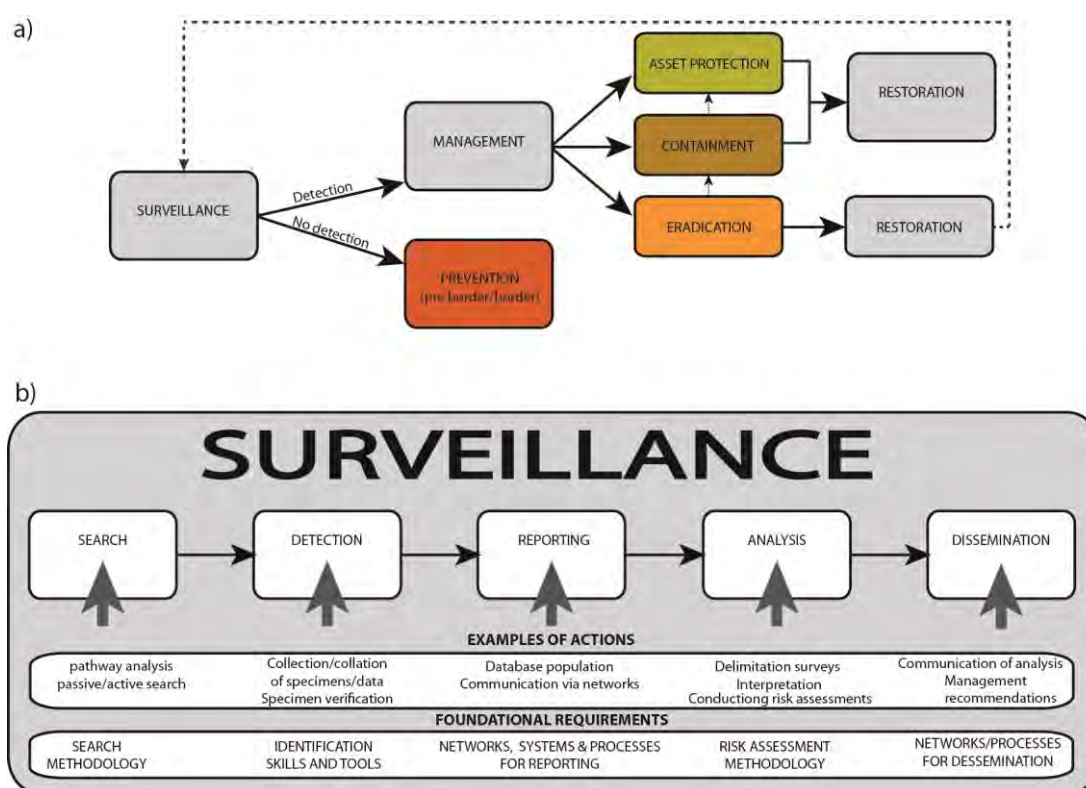 a)
ASSET PROTECTION
RESTORATION
MANAGEMENT
CONTAINMENT
Detection
SURVEILLANCE
No detection
ERADICATION
RESTORATION
PREVENTION
(pre border/border)
b)
SURVEILLANCE
SEARCH
DETECTION
REPORTING
ANALYSIS
DISSEMINATION
EXAMPLES OF ACTIONS
pathway analysis
passive/active search
Collection/collation
of specimens/data
Specimen verification
Database population
Communication via networks
Delimitation surveys
Interpretation
Conductiong risk assessments
Communication of analysis
Management
recommendations
FOUNDATIONAL REQUIREMENTS
SEARCH
METHODOLOGY
IDENTIFICATION
SKILLS AND TOOLS
NETWORKS, SYSTEMS & PROCESSES
FOR REPORTING
RISK ASSESSMENT
METHODOLOGY
NETWORKS/PROCESSES
FOR DESSEMINATION